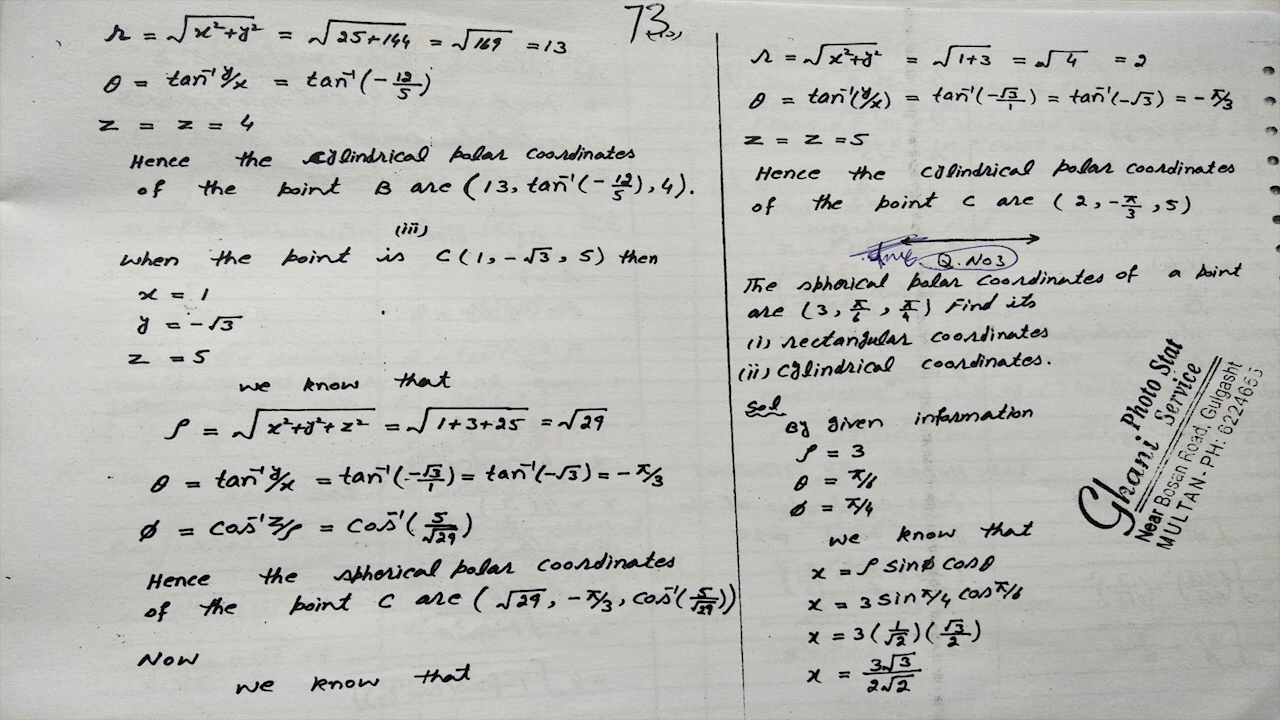 73
r = √x²+y² = √25+144 = √169 = 13
θ = tan⁻¹ y/x = tan⁻¹(-12/5)
z = z = 4
Hence the cylindrical polar coordinates
of the point B are (13, tan⁻¹(-12/5), 4).
(iii)
when the point is C(1, -√3, 5) then
x = 1
y = -√3
z = 5
we know that
ρ = √x²+y²+z² = √1+3+25 = √29
θ = tan⁻¹ y/x = tan⁻¹(-√3/1) = tan⁻¹(-√3) = -π/3
φ = cos⁻¹ z/ρ = cos⁻¹(5/√29)
Hence the spherical polar coordinates
of the point C are (√29, -π/3, cos⁻¹(5/√29))
Now
we know that
r = √x²+y² = √1+3 = √4 = 2
θ = tan⁻¹(y/x) = tan⁻¹(-√3/1) = tan⁻¹(-√3) = -π/3
z = z = 5
Hence the cylindrical polar coordinates
of the point C are (2, -π/3, 5)
Q.No3
The spherical polar coordinates of a point
are (3, π/6, π/4) Find its
(i) rectangular coordinates
(ii) cylindrical coordinates.
Sol.
By given information
ρ = 3
θ = π/6
φ = π/4
we know that
x = ρ sinφ cosθ
x = 3 sin π/4 cos π/6
x = 3(1/√2)(√3/2)
x = 3√3/2√2
Ghani Photo Stat
Service
Near Bosan Road, Gulgasht
MULTAN-PH: 6224655